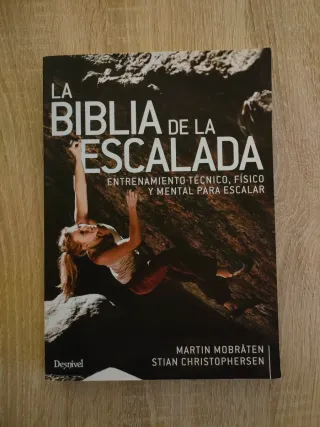 LA
BIBLIA DE LA
ESCALADA
ENTRENAMIENTO TÉCNICO, FÍSICO
Y MENTAL PARA ESCALAR
MARTIN MOBRÅTEN
Desnivel
STIAN CHRISTOPHERSEN